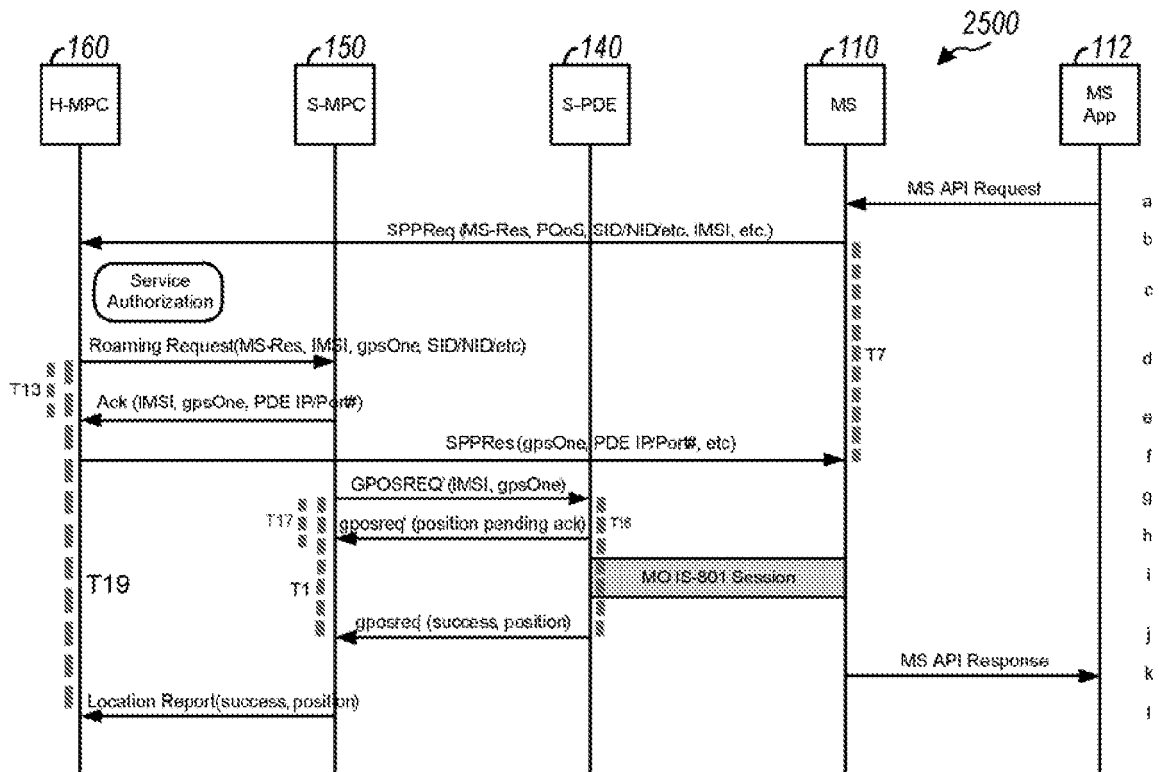 2500
160
150
140
110
112
H-MPC
S-MPC
S-PDE
MS
MS
App
MS API Request
a
SPPReq (MS-Res, PQoS, SID/NID/etc, IMSI, etc.)
b
Service
Authorization
c
Roaming Request(MS-Res, IMSI, gpsOne, SID/NID/etc)
T7
d
T13
Ack (IMSI, gpsOne, PDE IP/Port#)
e
SPPRes (gpsOne, PDE IP/Port#, etc)
f
GPOSREQ' (IMSI, gpsOne)
g
T17
gposreq' (position pending ack)
h
MO IS-801 Session
i
T19
T1
gposreq' (success, position)
j
MS API Response
k
Location Report(success, position)